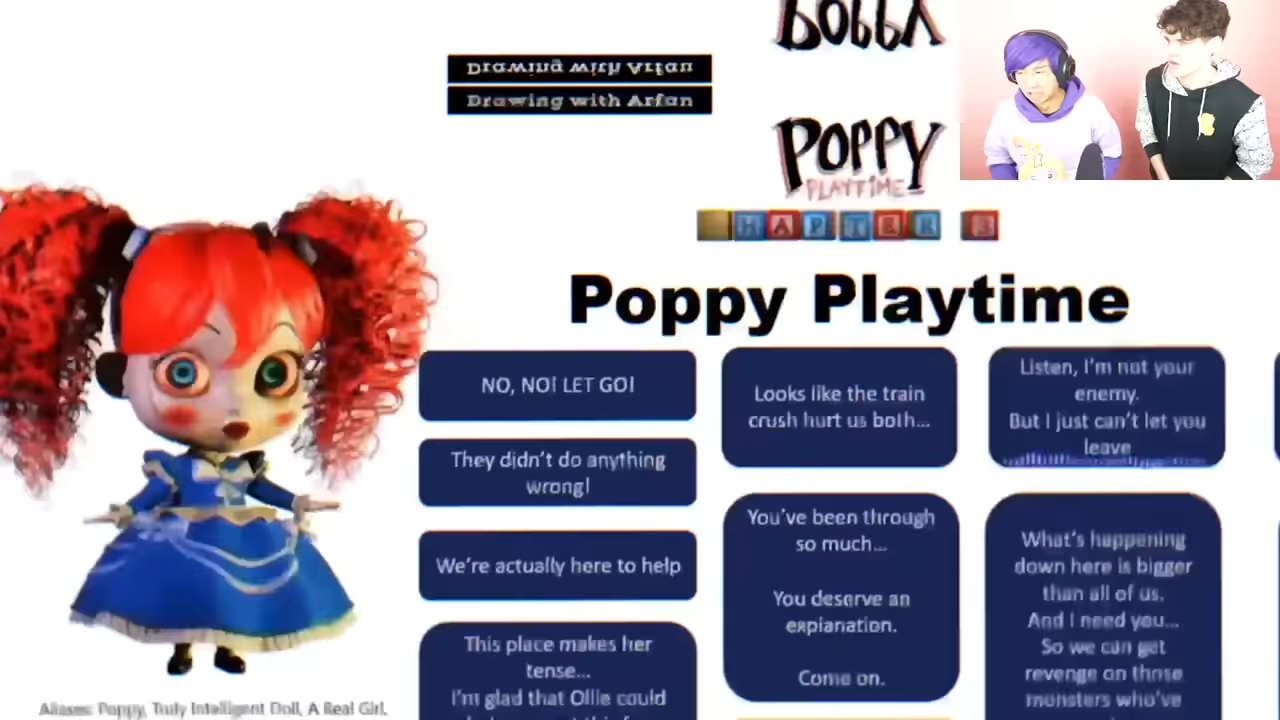 Drawing with Arfan
Drawing with Arfan
POPPY
POPPY
PLAYTIME
HAPTER 3
Poppy Playtime
NO, NO! LET GO!
They didn't do anything
wrong!
We're actually here to help
This place makes her
tense...
I'm glad that Ollie could
Looks like the train
crush hurt us both...
You've been through
so much...
You deserve an
explanation.
Come on.
Listen, I'm not your
enemy.
But I just can't let you
leave
What's happening
down here is bigger
than all of us.
And I need you...
So we can get
revenge on those
monsters who've
Aliases: Poppy, Truly Intelligent Doll, A Real Girl,